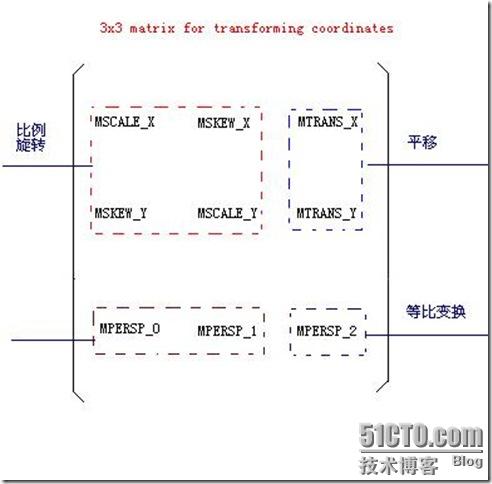 3x3 matrix for transforming coordinates
比例
旋转
MSCALE_X MSKEW_X MTRANS_X
平移
MSKEW_Y MSCALE_Y MTRANS_Y
等比变换
MPERSP_0 MPERSP_1 MPERSP_2
51CTO.com
技术博客 Blog